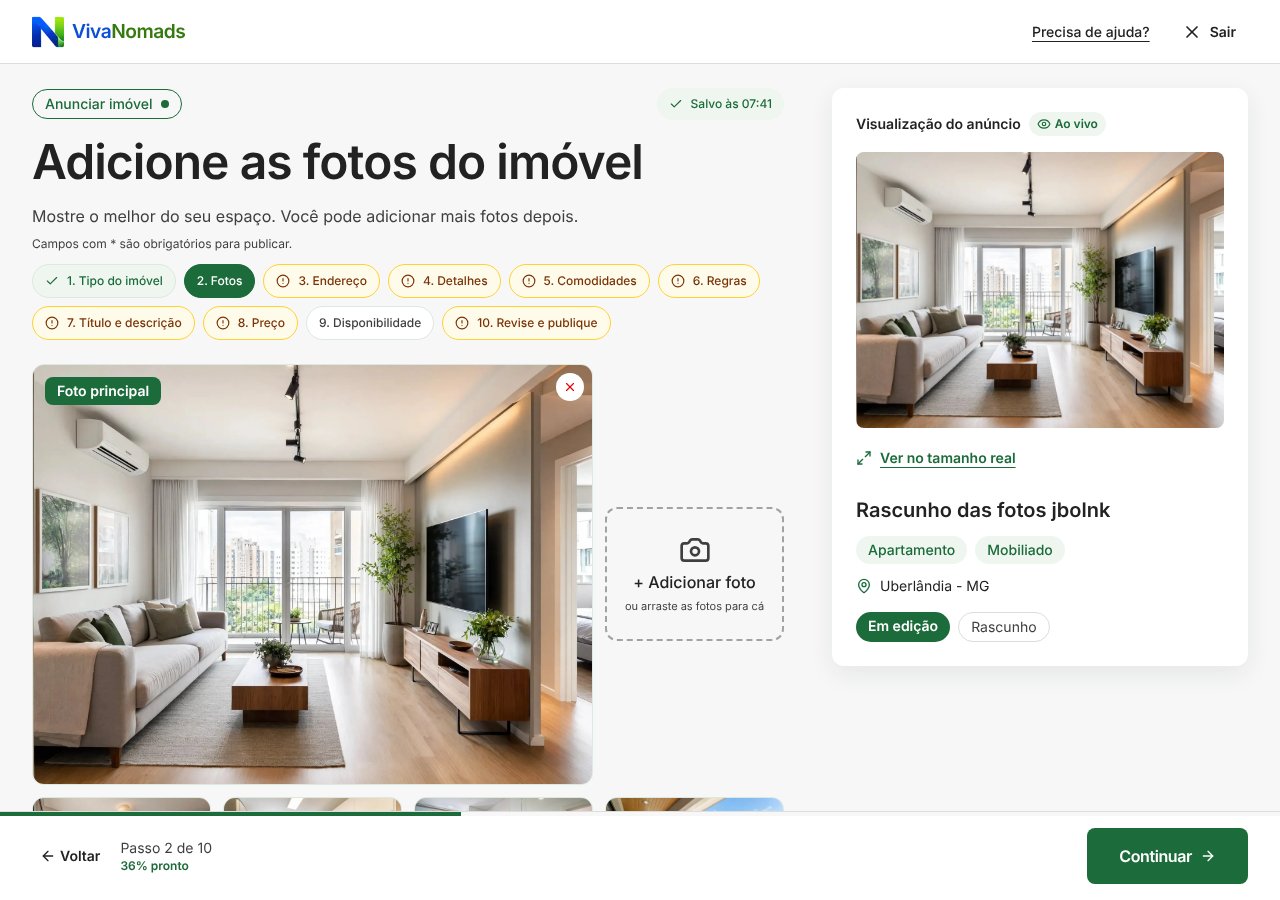 VivaNomads
Precisa de ajuda?
Sair
Anunciar imóvel
Salvo às 07:41
Adicione as fotos do imóvel
Mostre o melhor do seu espaço. Você pode adicionar mais fotos depois.
Campos com * são obrigatórios para publicar.
1. Tipo do imóvel
2. Fotos
3. Endereço
4. Detalhes
5. Comodidades
6. Regras
7. Título e descrição
8. Preço
9. Disponibilidade
10. Revise e publique
Foto principal
+ Adicionar foto
ou arraste as fotos para cá
Visualização do anúncio
Ao vivo
Ver no tamanho real
Rascunho das fotos jbolnk
Apartamento
Mobiliado
Uberlândia - MG
Em edição
Rascunho
Voltar
Passo 2 de 10
36% pronto
Continuar